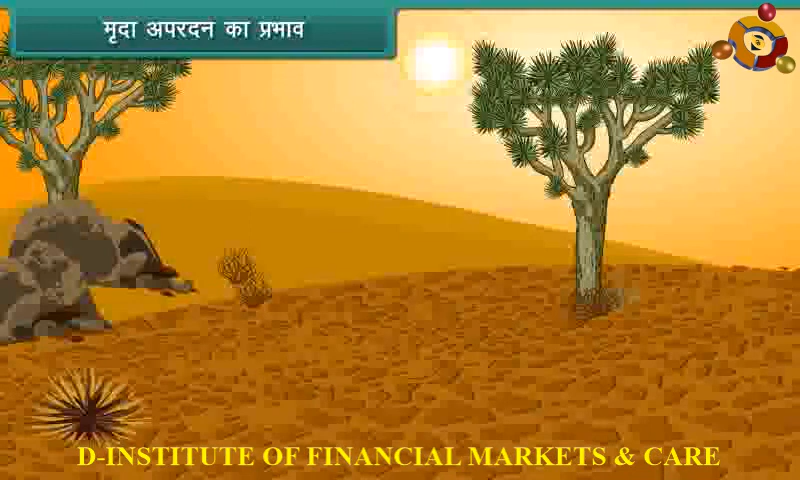 मृदा अपरदन का प्रभाव
D-INSTITUTE OF FINANCIAL MARKETS & CARE